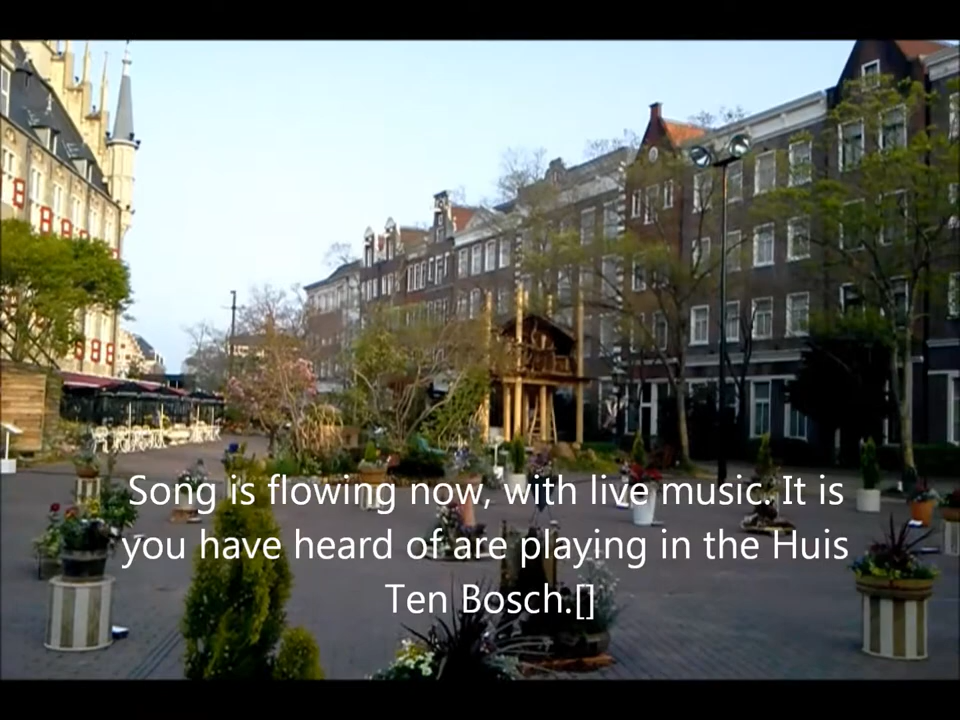 Song is flowing now, with live music. It is
you have heard of are playing in the Huis
Ten Bosch.[]